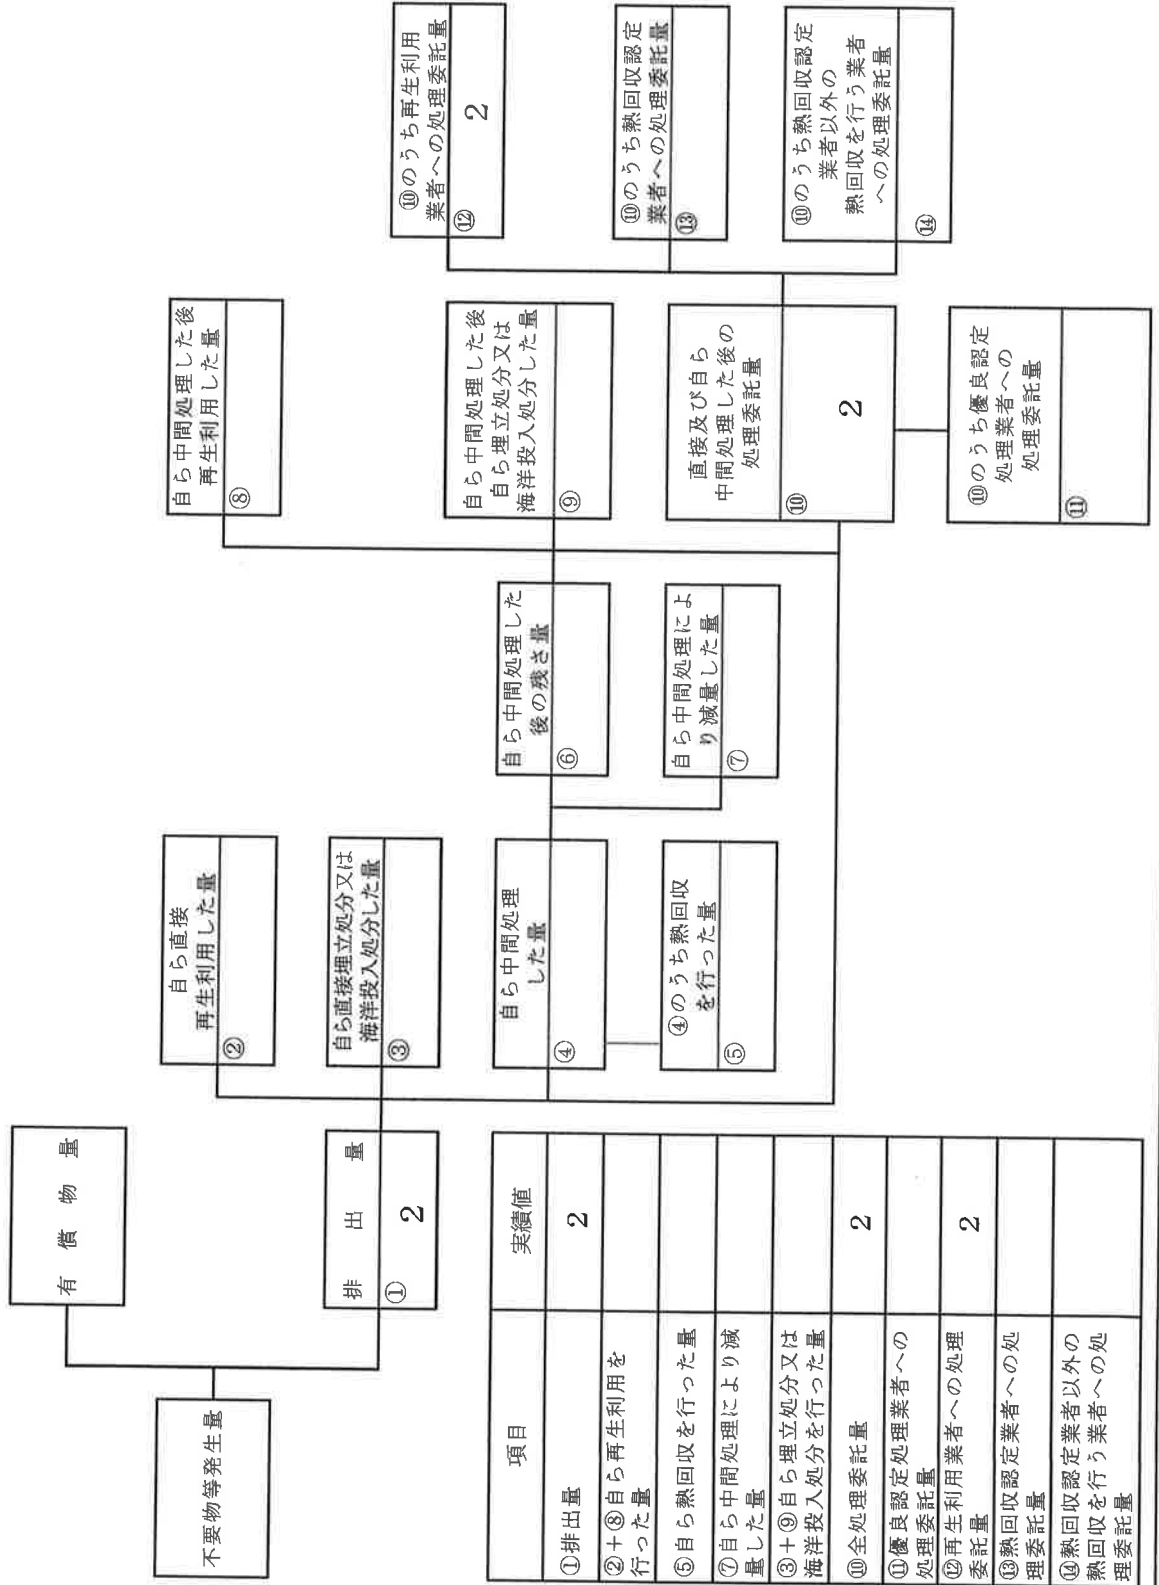 不要物等発生量
有償物量
排出量
①
2
自ら直接
再生利用した量
②
自ら直接埋立処分又は
海洋投入処分した量
③
自ら中間処理
した量
④
④のうち熱回収
を行った量
⑤
自ら中間処理した
後の残さ量
⑥
自ら中間処理によ
り減量した量
⑦
自ら中間処理した後
再生利用した量
⑧
自ら中間処理した後
自ら埋立処分又は
海洋投入処分した量
⑨
直接及び自ら
中間処理した後の
処理委託量
⑩
2
⑩のうち優良認定
処理業者への
処理委託量
⑪
⑩のうち再生利用
業者への処理委託量
⑫
2
⑩のうち熱回収認定
業者への処理委託量
⑬
⑩のうち熱回収認定
業者以外の
熱回収を行う業者
への処理委託量
⑭
項目 実績値
①排出量 2
②＋⑧自ら再生利用を
行った量
⑤自ら熱回収を行った量
⑦自ら中間処理により減
量した量
③＋⑨自ら埋立処分又は
海洋投入処分を行った量
⑩全処理委託量 2
⑪優良認定処理業者への
処理委託量
⑫再生利用業者への処理
委託量 2
⑬熱回収認定業者への処
理委託量
⑭熱回収認定業者以外の
熱回収を行う業者への処
理委託量